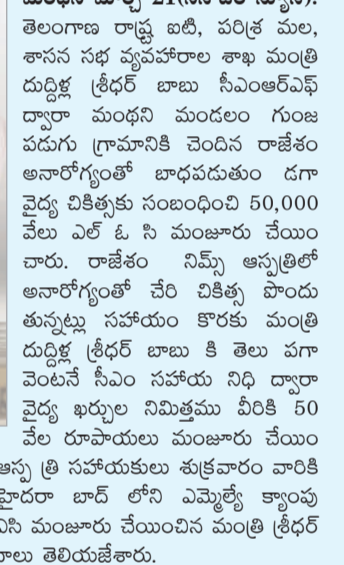 తెలంగాణ రాష్ట్ర ఐటి, పరిశ్ర మల,
శాసన సభ వ్యవహారాల శాఖ మంత్రి
దుద్దిళ్ల శ్రీధర్ బాబు సీఎంఆర్ఎఫ్
ద్వారా మంథని మండలం గుంజ
పడుగు గ్రామానికి చెందిన రాజేశం
అనారోగ్యంతో బాధపడుతుం డగా
వైద్య చికిత్సకు సంబంధించి 50,000
వేలు ఎల్ ఓ సి మంజూరు చేయిం
చారు. రాజేశం నిమ్స్ ఆస్పత్రిలో
అనారోగ్యంతో చేరి చికిత్స పొందు
తున్నట్లు సహాయం కొరకు మంత్రి
దుద్దిళ్ల శ్రీధర్ బాబు కి తెలు పగా
వెంటనే సీఎం సహాయ నిధి ద్వారా
వైద్య ఖర్చుల నిమిత్తము వీరికి 50
వేల రూపాయలు మంజూరు చేయిం
ఆస్ప త్రి సహాయకులు శుక్రవారం వారికి
హైదరా బాద్ లోని ఎమ్మెల్యే క్యాంపు
మంజూరు చేయించిన మంత్రి శ్రీధర్
తెలియజేశారు.